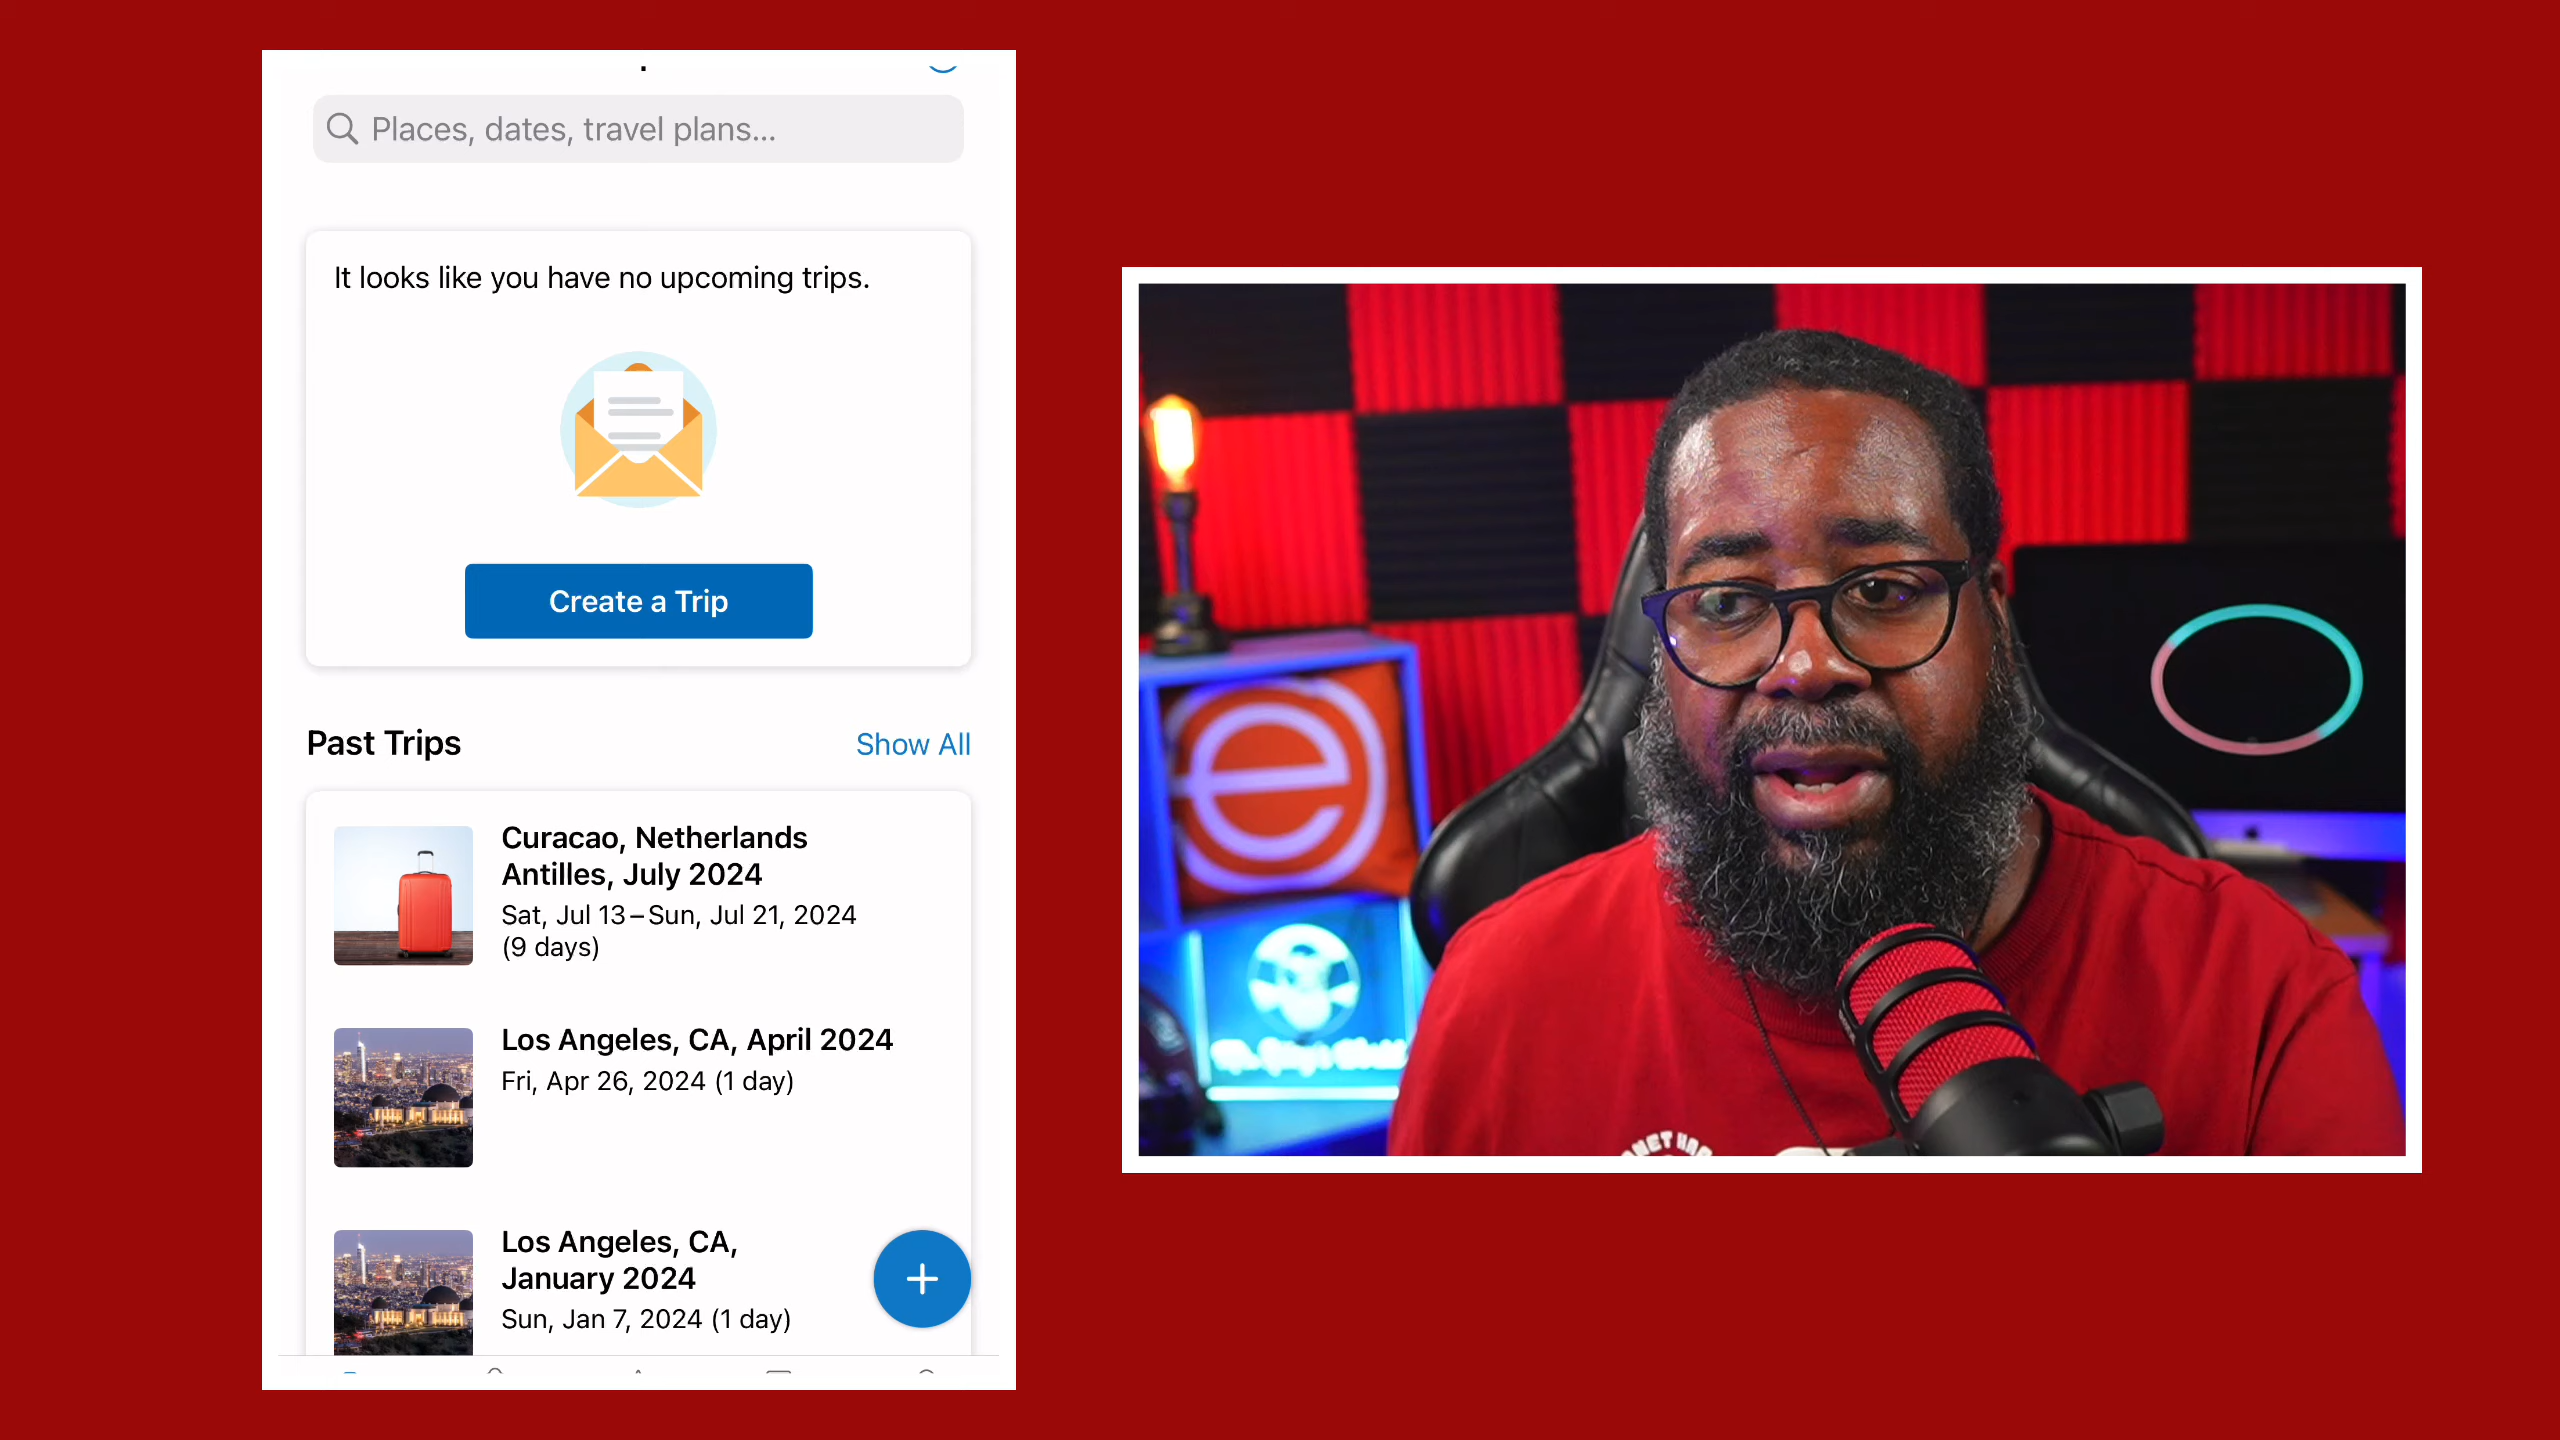 Places, dates, travel plans...
It looks like you have no upcoming trips.
Create a Trip
Past Trips
Show All
Curacao, Netherlands
Antilles, July 2024
Sat, Jul 13 – Sun, Jul 21, 2024
(9 days)
Los Angeles, CA, April 2024
Fri, Apr 26, 2024 (1 day)
Los Angeles, CA,
January 2024
Sun, Jan 7, 2024 (1 day)
e